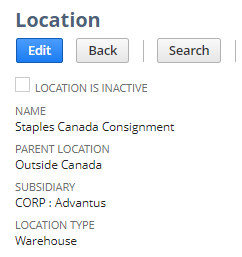 Location
Edit Back Search
LOCATION IS INACTIVE
NAME
Staples Canada Consignment
PARENT LOCATION
Outside Canada
SUBSIDIARY
CORP : Advantus
LOCATION TYPE
Warehouse